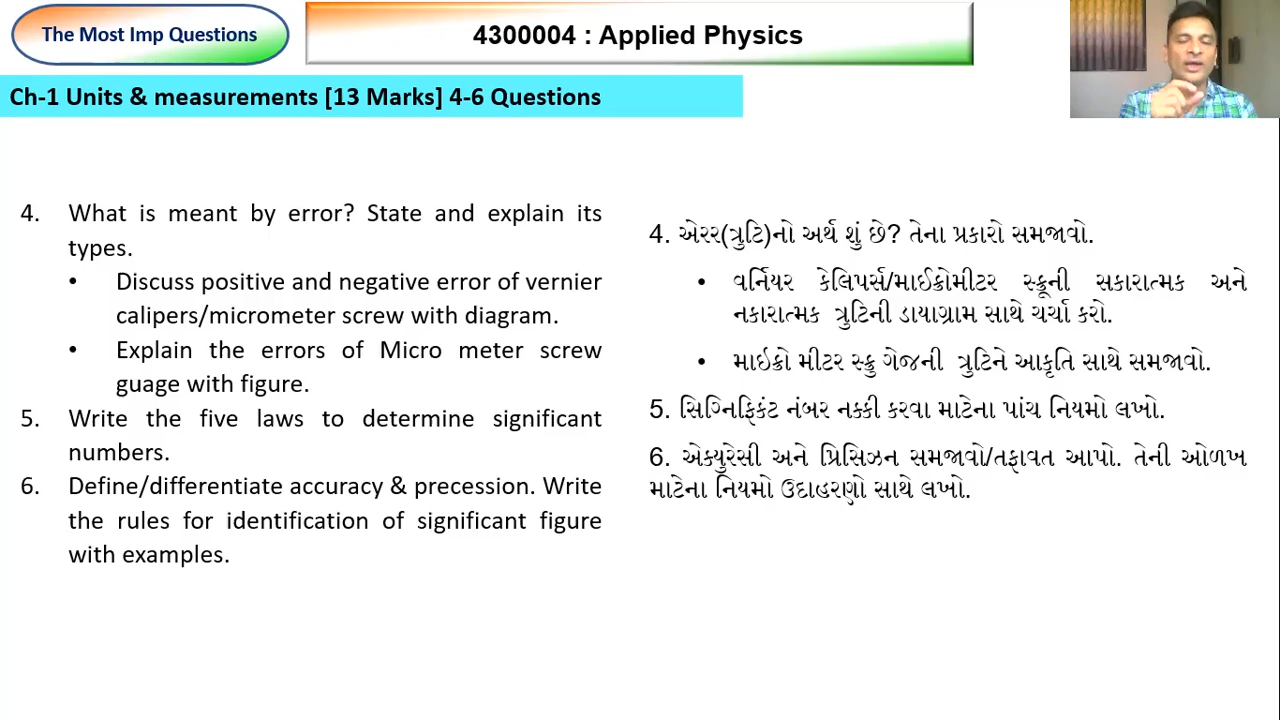 The Most Imp Questions
4300004 : Applied Physics
Ch-1 Units & measurements [13 Marks] 4-6 Questions
4. What is meant by error? State and explain its
types.
• Discuss positive and negative error of vernier
calipers/micrometer screw with diagram.
• Explain the errors of Micro meter screw
guage with figure.
5. Write the five laws to determine significant
numbers.
6. Define/differentiate accuracy & precession. Write
the rules for identification of significant figure
with examples.
4. એરર(ત્રુટિ)નો અર્થ શું છે? તેના પ્રકારો સમજાવો.
• વર્નિયર કેલિપર્સ/માઈક્રોમીટર સ્ક્રૂની સકારાત્મક અને
નકારાત્મક ત્રુટિની ડાયાગ્રામ સાથે ચર્ચા કરો.
• માઇક્રો મીટર સ્ક્રુ ગેજની ત્રુટિને આકૃતિ સાથે સમજાવો.
5. સિગ્નિફિકંટ નંબર નક્કી કરવા માટેના પાંચ નિયમો લખો.
6. એક્યુરેસી અને પ્રિસિઝન સમજાવો/તફાવત આપો. તેની ઓળખ
માટેના નિયમો ઉદાહરણો સાથે લખો.